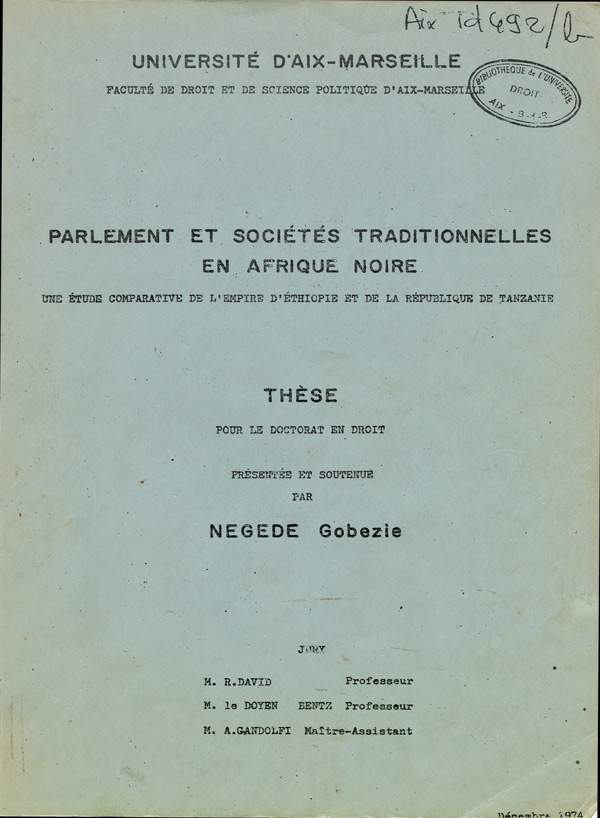 Aix Td 492/b
UNIVERSITÉ D'AIX-MARSEILLE
FACULTÉ DE DROIT ET DE SCIENCE POLITIQUE D'AIX-MARSEILLE
BIBLIOTHEQUE de L'UNIVERSITE
DROIT
AIX - B-d-R
PARLEMENT ET SOCIÉTÉS TRADITIONNELLES
EN AFRIQUE NOIRE
UNE ÉTUDE COMPARATIVE DE L'EMPIRE D'ÉTHIOPIE ET DE LA RÉPUBLIQUE DE TANZANIE
THÈSE
POUR LE DOCTORAT EN DROIT
PRÉSENTÉE ET SOUTENUE
PAR
NEGEDE Gobezie
JURY
M. R.DAVID Professeur
M. le DOYEN BENTZ Professeur
M. A.GANDOLFI Maître-Assistant
Décembre 1974